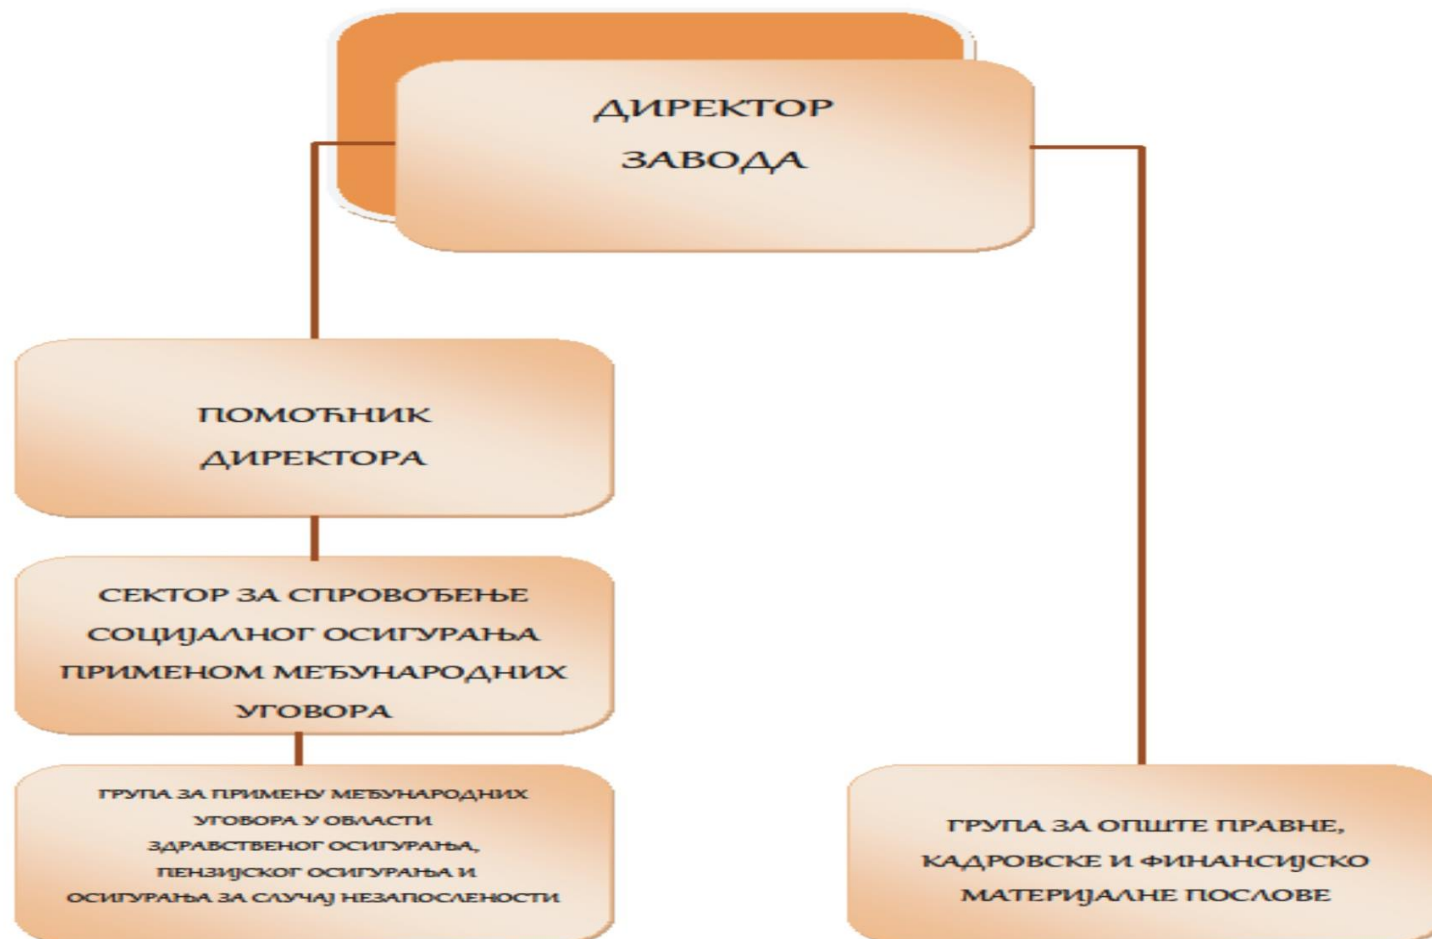 ДИРЕКТОР
ЗАВОДА
ПОМОЋНИК
ДИРЕКТОРА
СЕКТОР ЗА СПРОВОЂЕЊЕ
СОЦИЈАЛНОГ ОСИГУРАЊА
ПРИМЕНОМ МЕЂУНАРОДНИХ
УГОВОРА
ГРУПА ЗА ПРИМЕНУ МЕЂУНАРОДНИХ
УГОВОРА У ОБЛАСТИ
ЗДРАВСТВЕНОГ ОСИГУРАЊА,
ПЕНЗИЈСКОГ ОСИГУРАЊА И
ОСИГУРАЊА ЗА СЛУЧАЈ НЕЗАПОСЛЕНОСТИ
ГРУПА ЗА ОПШТЕ ПРАВНЕ,
КАДРОВСКЕ И ФИНАНСИЈСКО
МАТЕРИЈАЛНЕ ПОСЛОВЕ